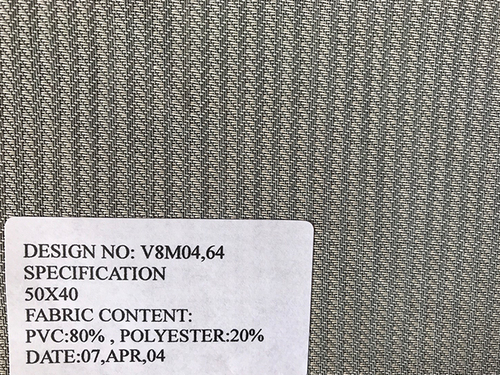 DESIGN NO: V8M04,64
SPECIFICATION
50X40
FABRIC CONTENT:
PVC:80% , POLYESTER:20%
DATE:07,APR,04